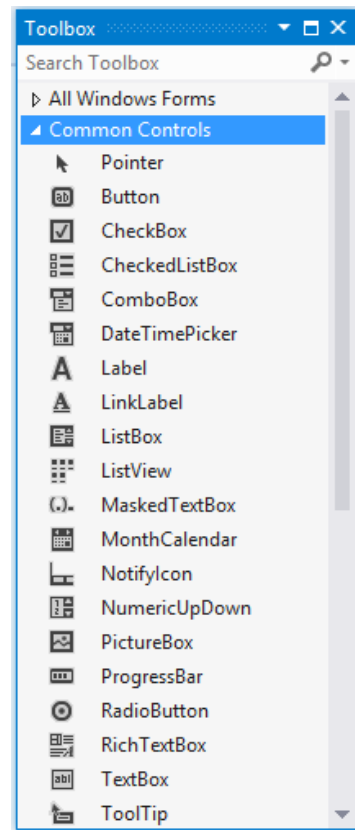 Toolbox
Search Toolbox
All Windows Forms
Common Controls
Pointer
Button
CheckBox
CheckedListBox
ComboBox
DateTimePicker
Label
LinkLabel
ListBox
ListView
MaskedTextBox
MonthCalendar
NotifyIcon
NumericUpDown
PictureBox
ProgressBar
RadioButton
RichTextBox
TextBox
ToolTip